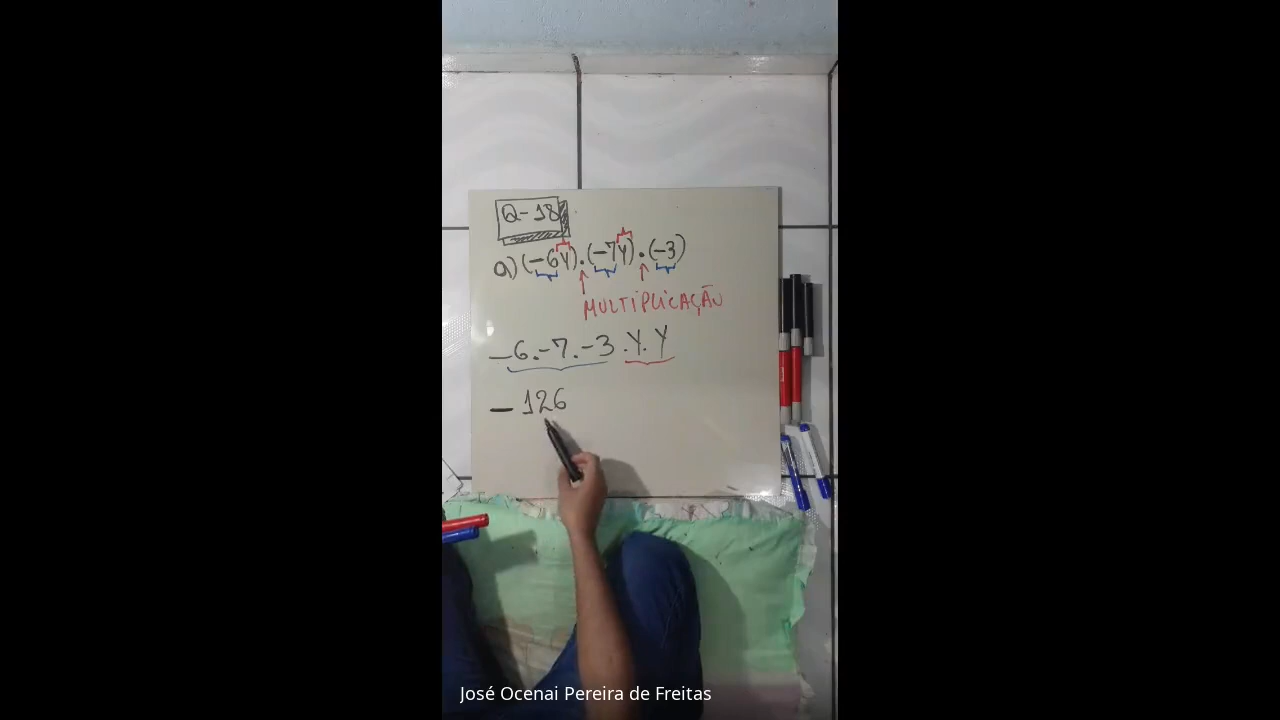 Q-18
a) (-6y).(-7y).(-3)
MULTIPLICAÇÃO
-6.-7.-3.y.y
-126
José Ocenai Pereira de Freitas